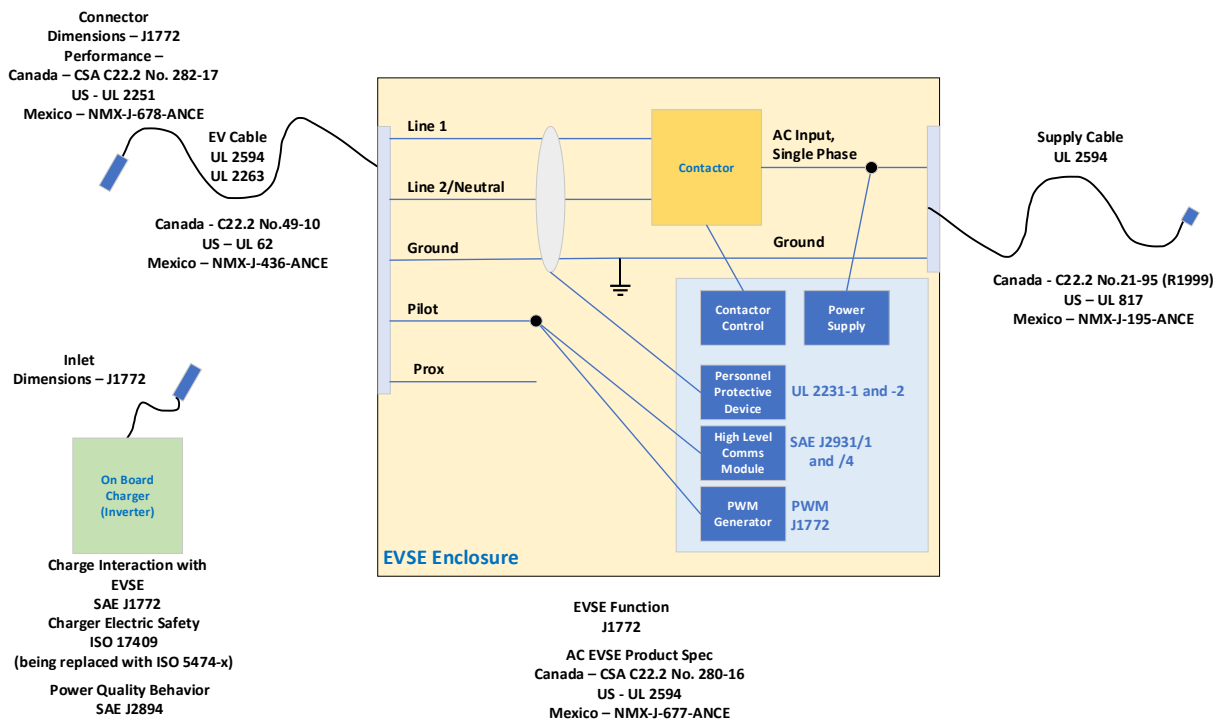 Connector
Dimensions – J1772
Performance –
Canada – CSA C22.2 No. 282-17
US - UL 2251
Mexico – NMX-J-678-ANCE
EV Cable
UL 2594
UL 2263
Canada - C22.2 No.49-10
US – UL 62
Mexico – NMX-J-436-ANCE
Inlet
Dimensions – J1772
On Board
Charger
(Inverter)
Charge Interaction with
EVSE
SAE J1772
Charger Electric Safety
ISO 17409
(being replaced with ISO 5474-x)
Power Quality Behavior
SAE J2894
Line 1
Line 2/Neutral
Ground
Pilot
Prox
Contactor
AC Input,
Single Phase
Ground
Contactor
Control
Power
Supply
Personnel
Protective
Device
UL 2231-1 and -2
High Level
Comms
Module
SAE J2931/1
and /4
PWM
Generator
PWM
J1772
EVSE Enclosure
EVSE Function
J1772
AC EVSE Product Spec
Canada – CSA C22.2 No. 280-16
US - UL 2594
Mexico – NMX-J-677-ANCE
Supply Cable
UL 2594
Canada - C22.2 No.21-95 (R1999)
US – UL 817
Mexico – NMX-J-195-ANCE